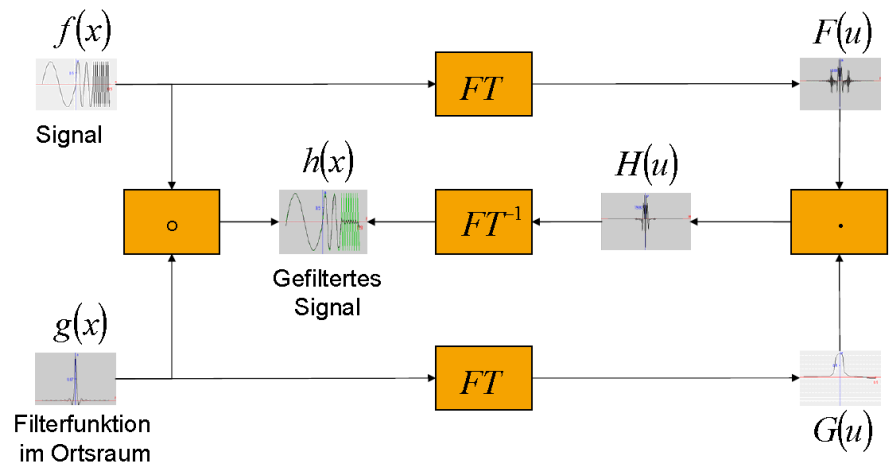 f(x)
F(u)
FT
Signal
h(x)
H(u)
∘
FT⁻¹
·
Gefiltertes
Signal
g(x)
FT
Filterfunktion
im Ortsraum
G(u)